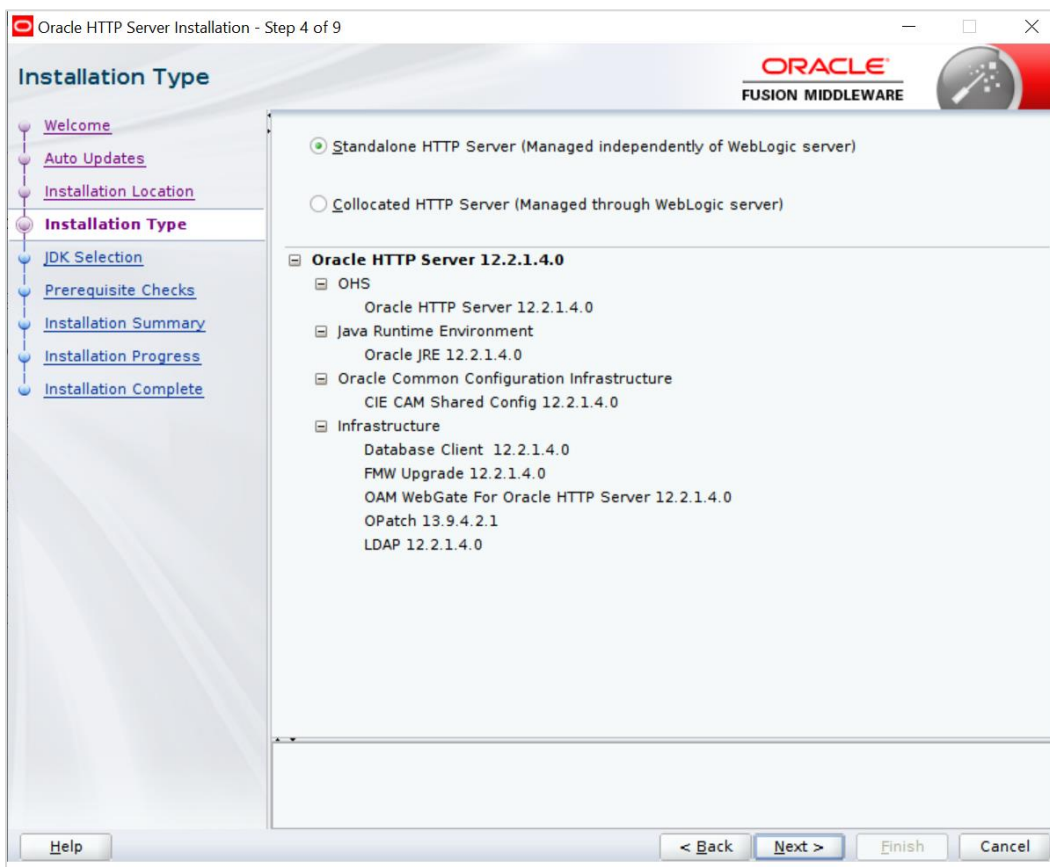 Oracle HTTP Server Installation - Step 4 of 9
Installation Type
ORACLE
FUSION MIDDLEWARE
Welcome
Auto Updates
Installation Location
Installation Type
JDK Selection
Prerequisite Checks
Installation Summary
Installation Progress
Installation Complete
Standalone HTTP Server (Managed independently of WebLogic server)
Collocated HTTP Server (Managed through WebLogic server)
Oracle HTTP Server 12.2.1.4.0
OHS
Oracle HTTP Server 12.2.1.4.0
Java Runtime Environment
Oracle JRE 12.2.1.4.0
Oracle Common Configuration Infrastructure
CIE CAM Shared Config 12.2.1.4.0
Infrastructure
Database Client 12.2.1.4.0
FMW Upgrade 12.2.1.4.0
OAM WebGate For Oracle HTTP Server 12.2.1.4.0
OPatch 13.9.4.2.1
LDAP 12.2.1.4.0
Help
< Back
Next >
Finish
Cancel